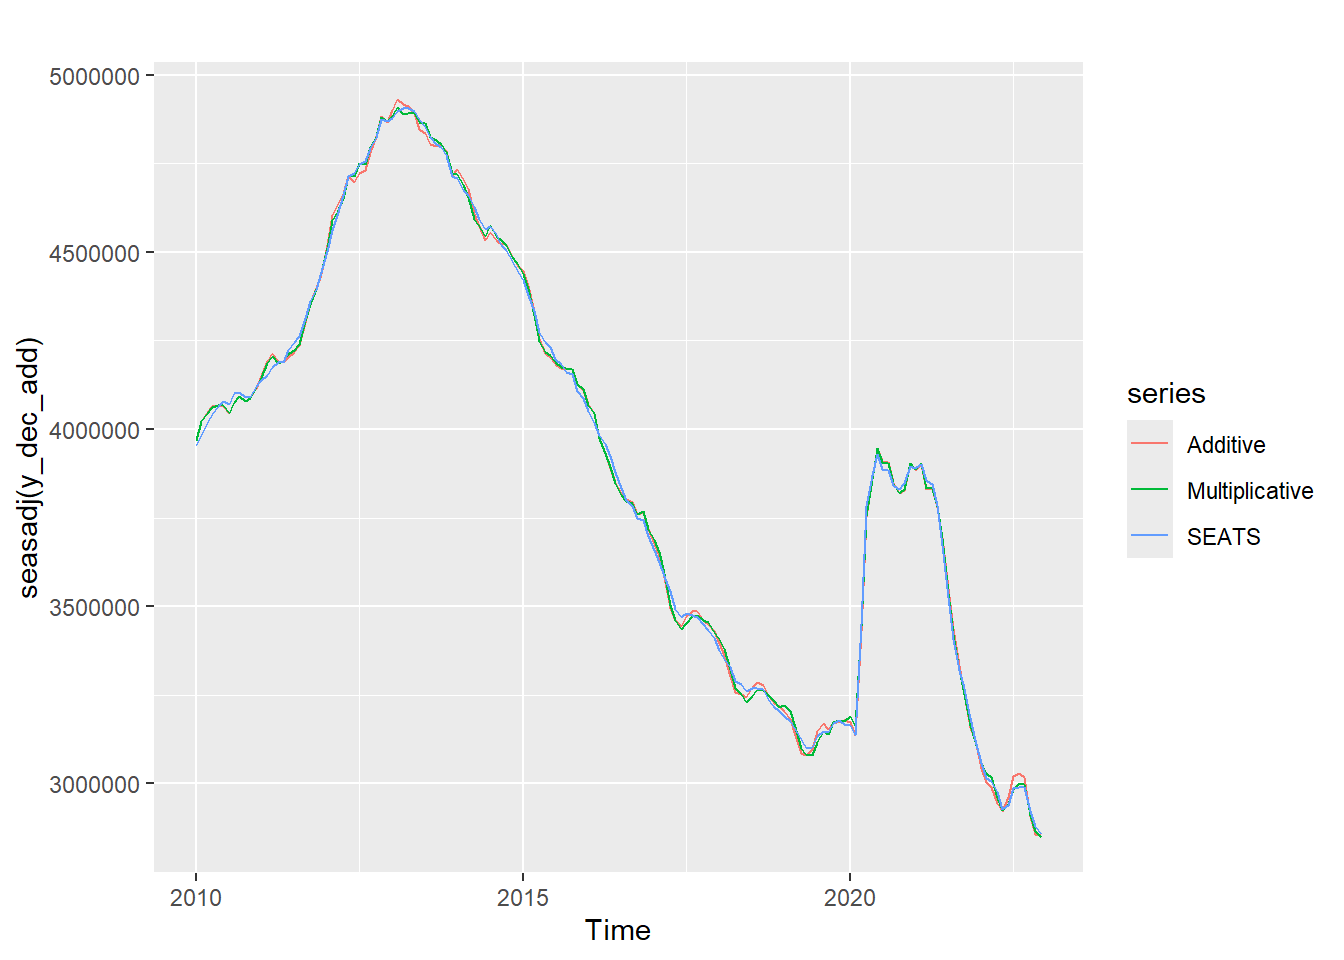 5000000
4500000
4000000
3500000
3000000
seasadj(y_dec_add)
2010
2015
2020
Time
series
Additive
Multiplicative
SEATS